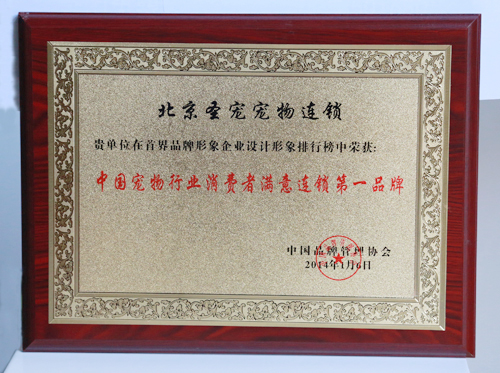 北京圣宠宠物连锁
贵单位在首界品牌形象企业设计形象排行榜中荣获:
中国宠物行业消费者满意连锁第一品牌
中国品牌管理协会
2014年1月6日